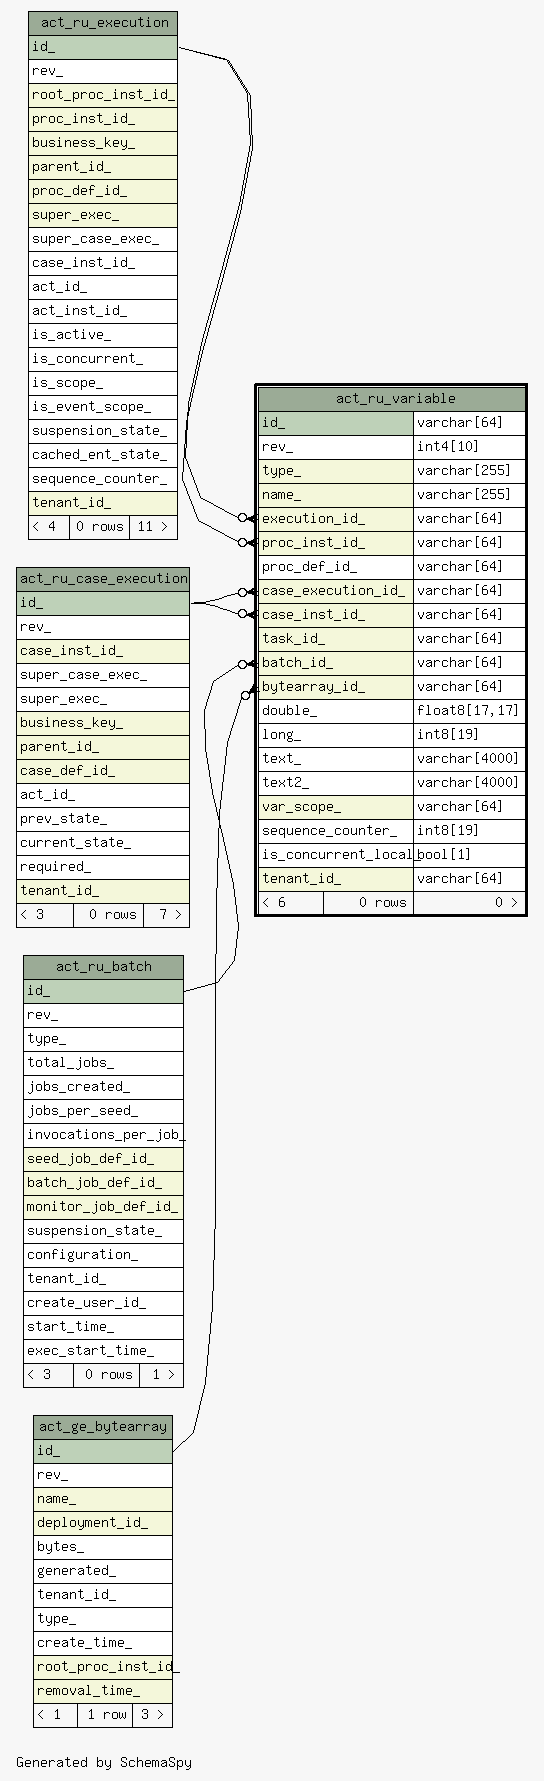 act_ru_execution
id_
rev_
root_proc_inst_id_
proc_inst_id_
business_key_
parent_id_
proc_def_id_
super_exec_
super_case_exec_
case_inst_id_
act_id_
act_inst_id_
is_active_
is_concurrent_
is_scope_
is_event_scope_
suspension_state_
cached_ent_state_
sequence_counter_
tenant_id_
< 4 0 rows 11 >
act_ru_case_execution
id_
rev_
case_inst_id_
super_case_exec_
super_exec_
business_key_
parent_id_
case_def_id_
act_id_
prev_state_
current_state_
required_
tenant_id_
< 3 0 rows 7 >
act_ru_batch
id_
rev_
type_
total_jobs_
jobs_created_
jobs_per_seed_
invocations_per_job_
seed_job_def_id_
batch_job_def_id_
monitor_job_def_id_
suspension_state_
configuration_
tenant_id_
create_user_id_
start_time_
exec_start_time_
< 3 0 rows 1 >
act_ge_bytearray
id_
rev_
name_
deployment_id_
bytes_
generated_
tenant_id_
type_
create_time_
root_proc_inst_id_
removal_time_
< 1 1 row 3 >
act_ru_variable
id_ varchar[64]
rev_ int4[10]
type_ varchar[255]
name_ varchar[255]
execution_id_ varchar[64]
proc_inst_id_ varchar[64]
proc_def_id_ varchar[64]
case_execution_id_ varchar[64]
case_inst_id_ varchar[64]
task_id_ varchar[64]
batch_id_ varchar[64]
bytearray_id_ varchar[64]
double_ float8[17,17]
long_ int8[19]
text_ varchar[4000]
text2_ varchar[4000]
var_scope_ varchar[64]
sequence_counter_ int8[19]
is_concurrent_local_ bool[1]
tenant_id_ varchar[64]
< 6 0 rows 0 >
Generated by SchemaSpy